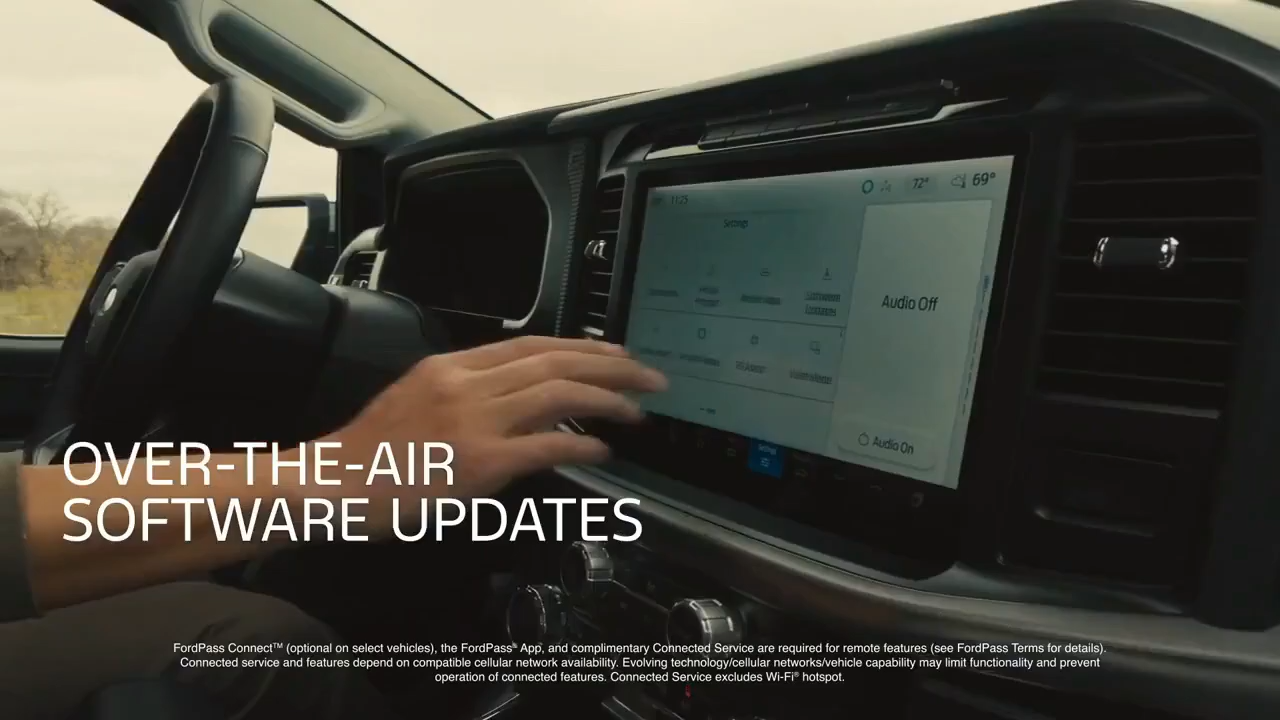 11:25
72°
69°
Settings
Audio Off
Audio On
OVER-THE-AIR
SOFTWARE UPDATES
FordPass Connect™ (optional on select vehicles), the FordPass® App, and complimentary Connected Service are required for remote features (see FordPass Terms for details).
Connected service and features depend on compatible cellular network availability. Evolving technology/cellular networks/vehicle capability may limit functionality and prevent
operation of connected features. Connected Service excludes Wi-Fi® hotspot.